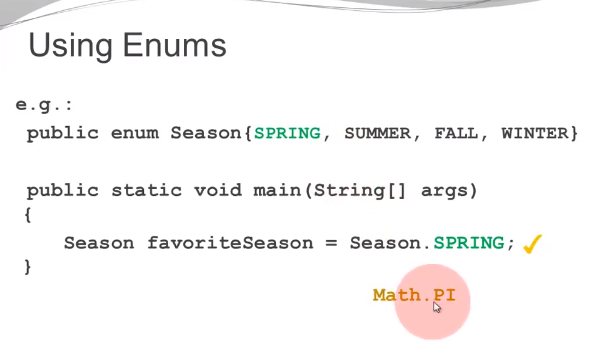 Using Enums
e.g.:
public enum Season{SPRING, SUMMER, FALL, WINTER}
public static void main(String[] args)
{
Season favoriteSeason = Season.SPRING;
}
Math.PI